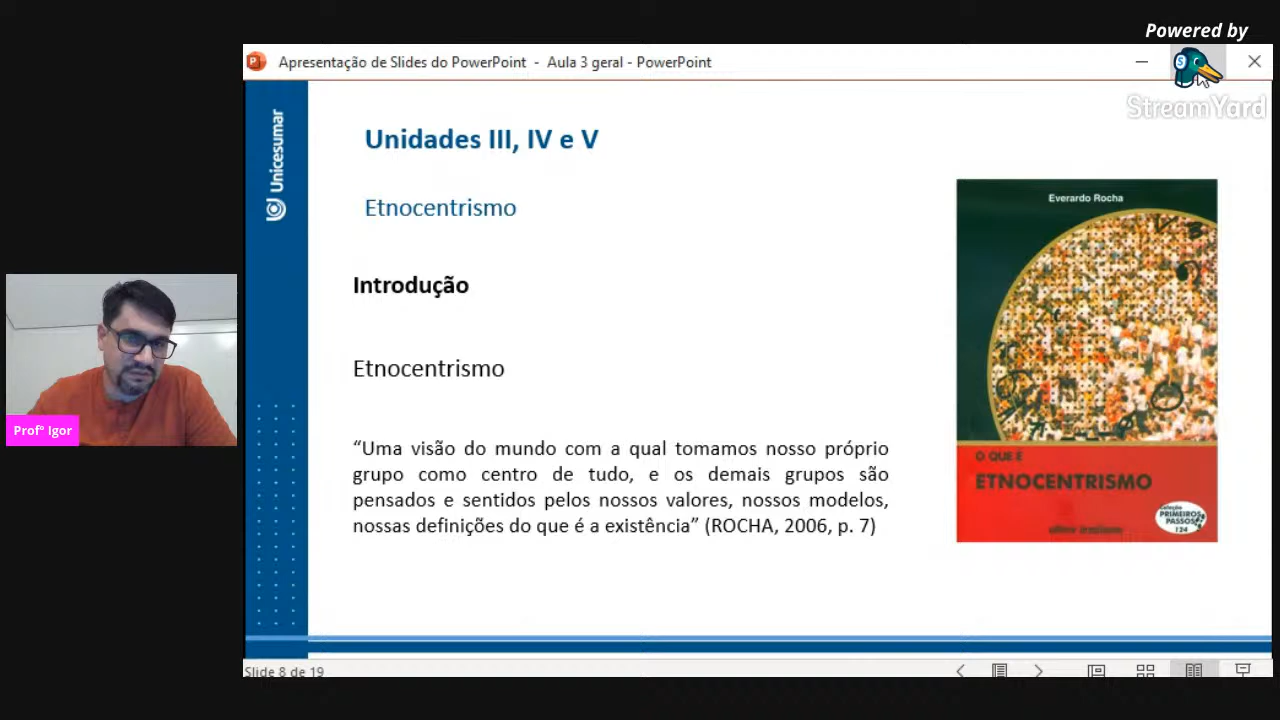 Powered by
StreamYard
Apresentação de Slides do PowerPoint - Aula 3 geral - PowerPoint
Unicesumar
Unidades III, IV e V
Etnocentrismo
Introdução
Etnocentrismo
“Uma visão do mundo com a qual tomamos nosso próprio
grupo como centro de tudo, e os demais grupos são
pensados e sentidos pelos nossos valores, nossos modelos,
nossas definições do que é a existência” (ROCHA, 2006, p. 7)
Everardo Rocha
O QUE É
ETNOCENTRISMO
coleção
PRIMEIROS
PASSOS
124
Profº Igor
Slide 8 de 19